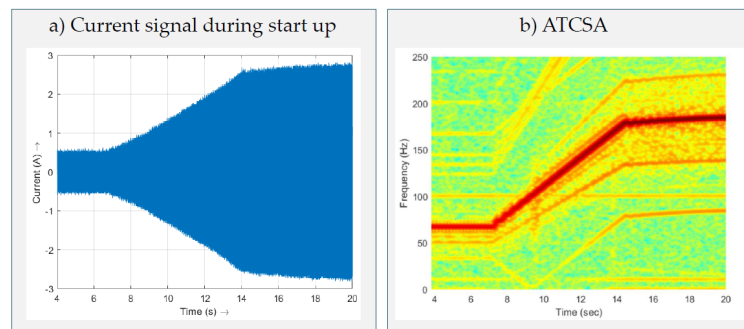 a) Current signal during start up
3
2
1
0
-1
-2
-3
Current (A) →
4 6 8 10 12 14 16 18 20
Time (s) →
b) ATCSA
250
200
150
100
50
0
Frequency (Hz)
4 6 8 10 12 14 16 18 20
Time (sec)